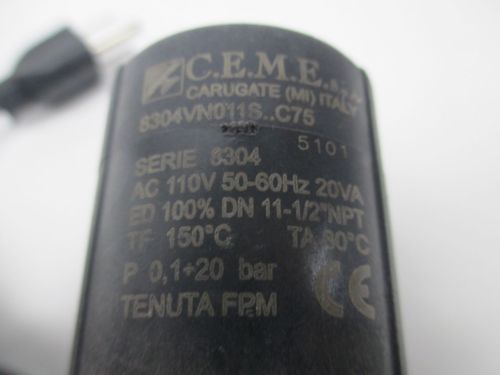 C.E.M.E. s.r.l.
CARUGATE (MI) ITALY
8304VN011S..C75
5101
SERIE 8304
AC 110V 50-60Hz 20VA
ED 100% DN 11-1/2"NPT
TF 150°C TA 80°C
P 0,1÷20 bar
CE
TENUTA FPM